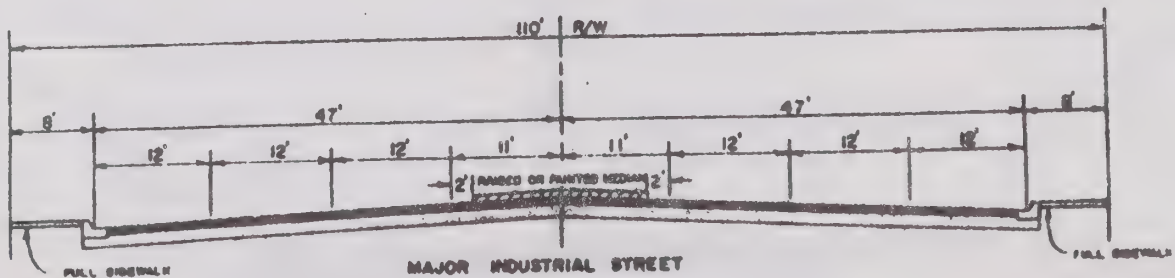 110' R/W
8' 47' 47' 8'
12' 12' 12' 11' 11' 12' 12' 12'
2' RAISED OR PAINTED MEDIAN 2'
FULL SIDEWALK
FULL SIDEWALK
MAJOR INDUSTRIAL STREET